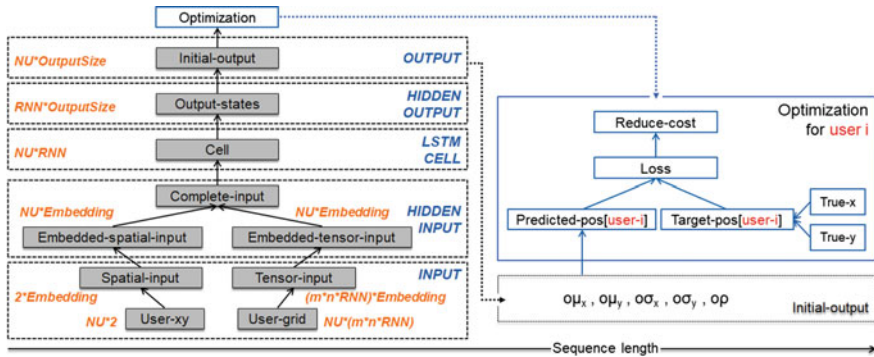 Optimization
NU*OutputSize
Initial-output
OUTPUT
RNN*OutputSize
Output-states
HIDDEN
OUTPUT
NU*RNN
Cell
LSTM
CELL
Complete-input
NU*Embedding
NU*Embedding
HIDDEN
INPUT
Embedded-spatial-input
Embedded-tensor-input
Spatial-input
Tensor-input
INPUT
2*Embedding
(m*n*RNN)*Embedding
User-xy
User-grid
NU*2
NU*(m*n*RNN)
Optimization
for user i
Reduce-cost
Loss
Predicted-pos[user-i]
Target-pos[user-i]
True-x
True-y
oμx , oμy , oσx , oσy , oρ
Initial-output
Sequence length